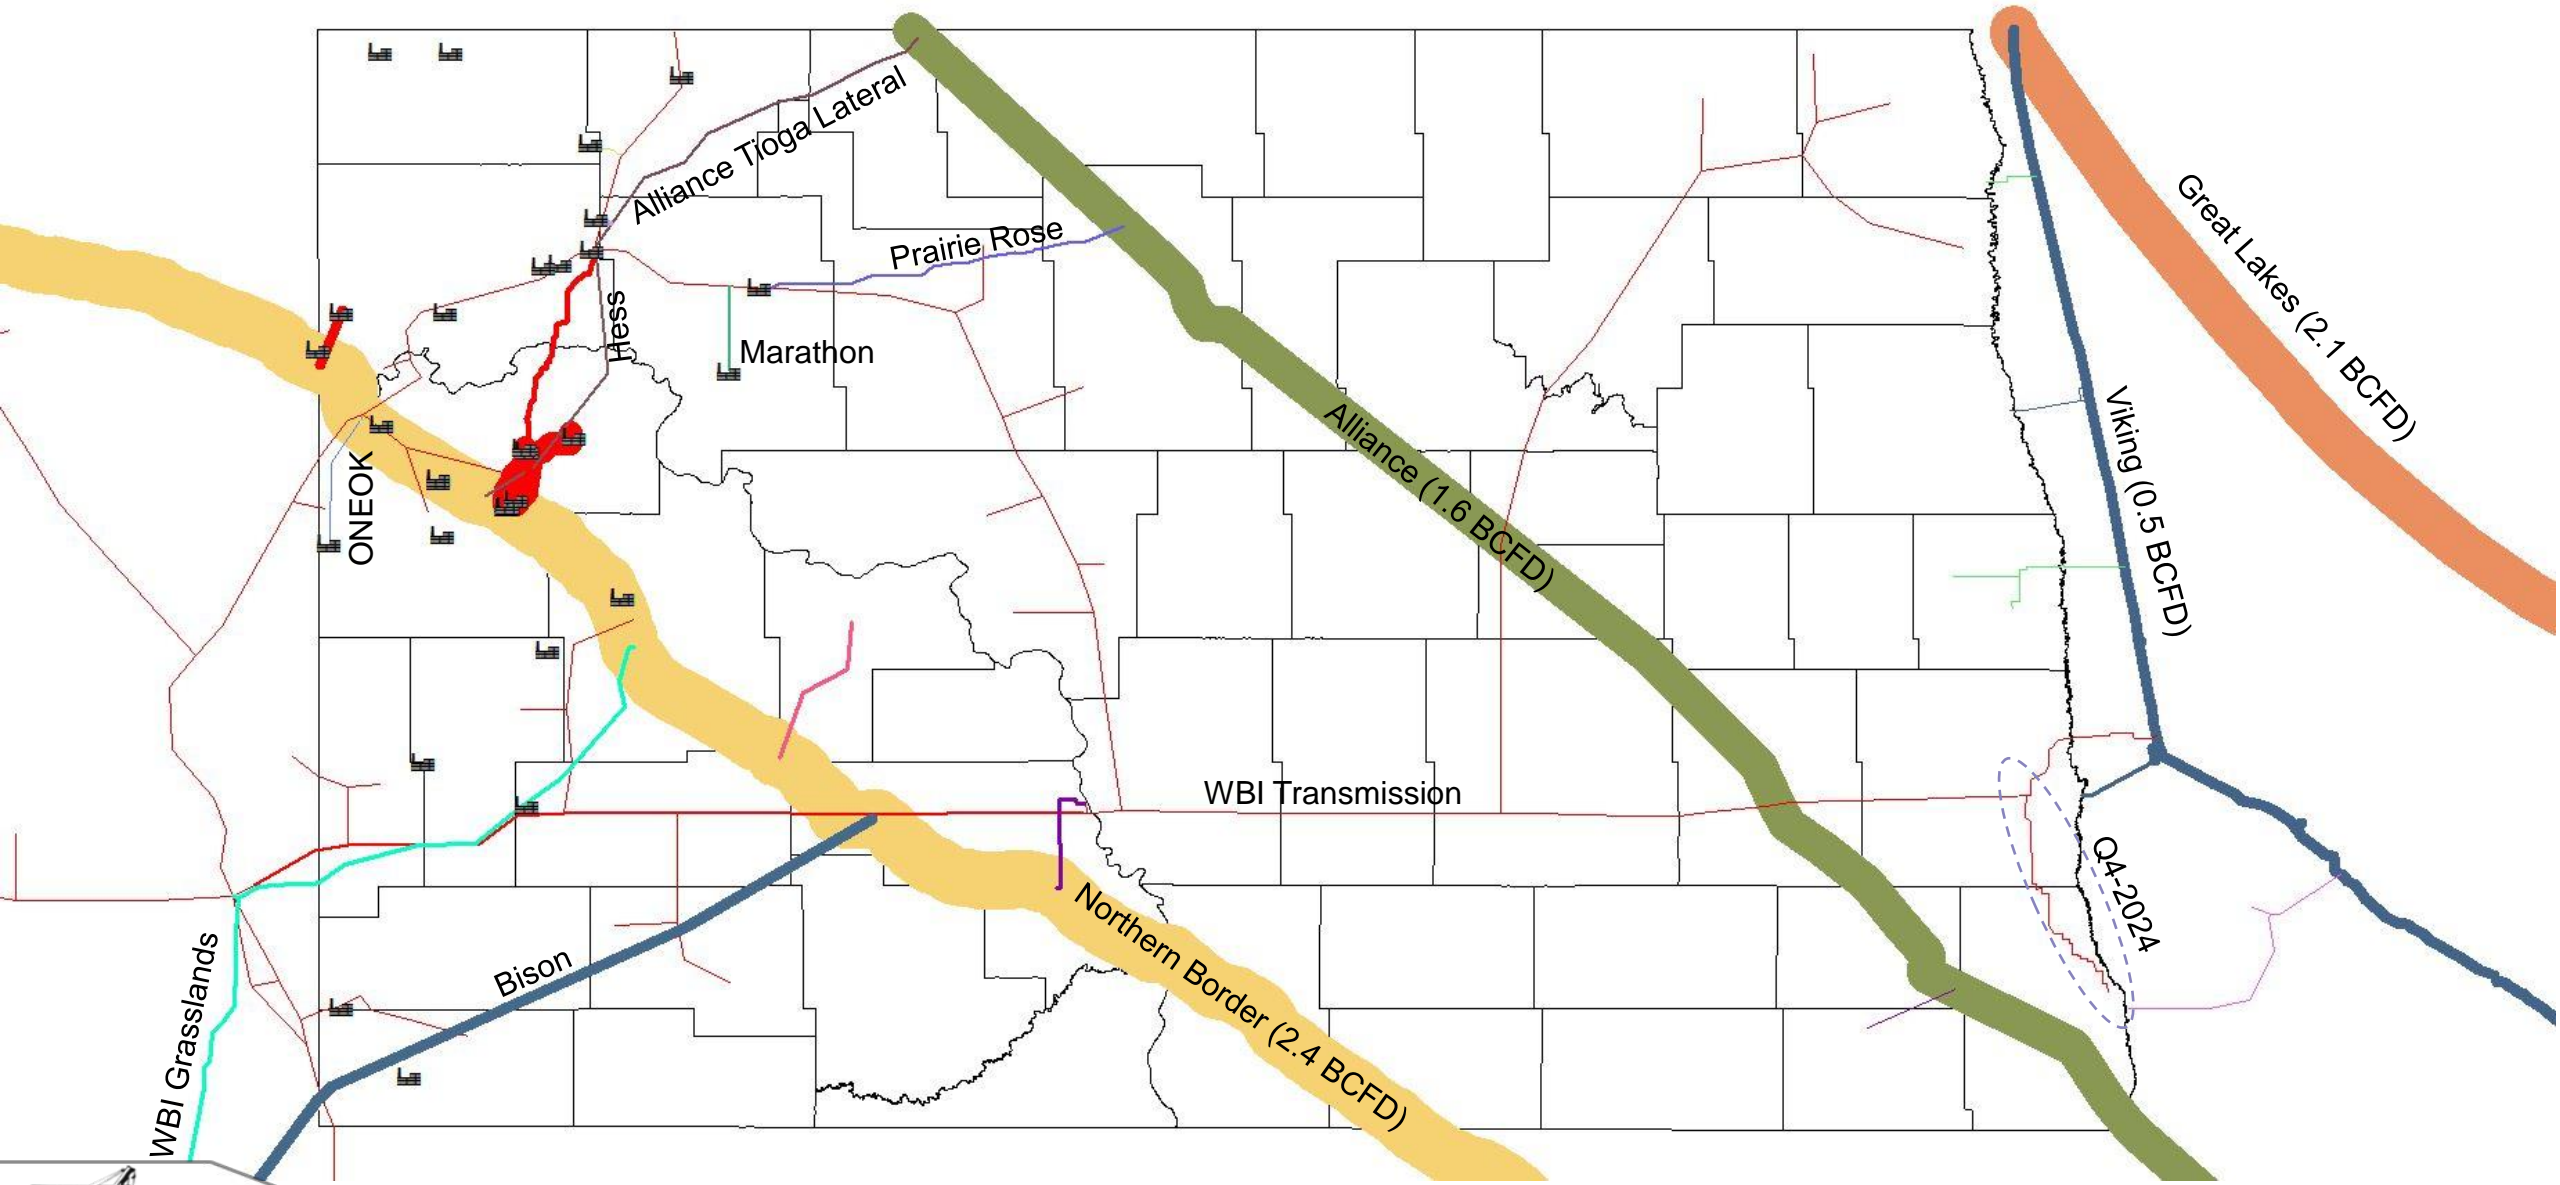 Alliance Tioga Lateral
Prairie Rose
Great Lakes (2.1 BCFD)
Hess
Marathon
Alliance (1.6 BCFD)
Viking (0.5 BCFD)
ONEOK
WBI Transmission
Q4-2024
Northern Border (2.4 BCFD)
Bison
WBI Grasslands